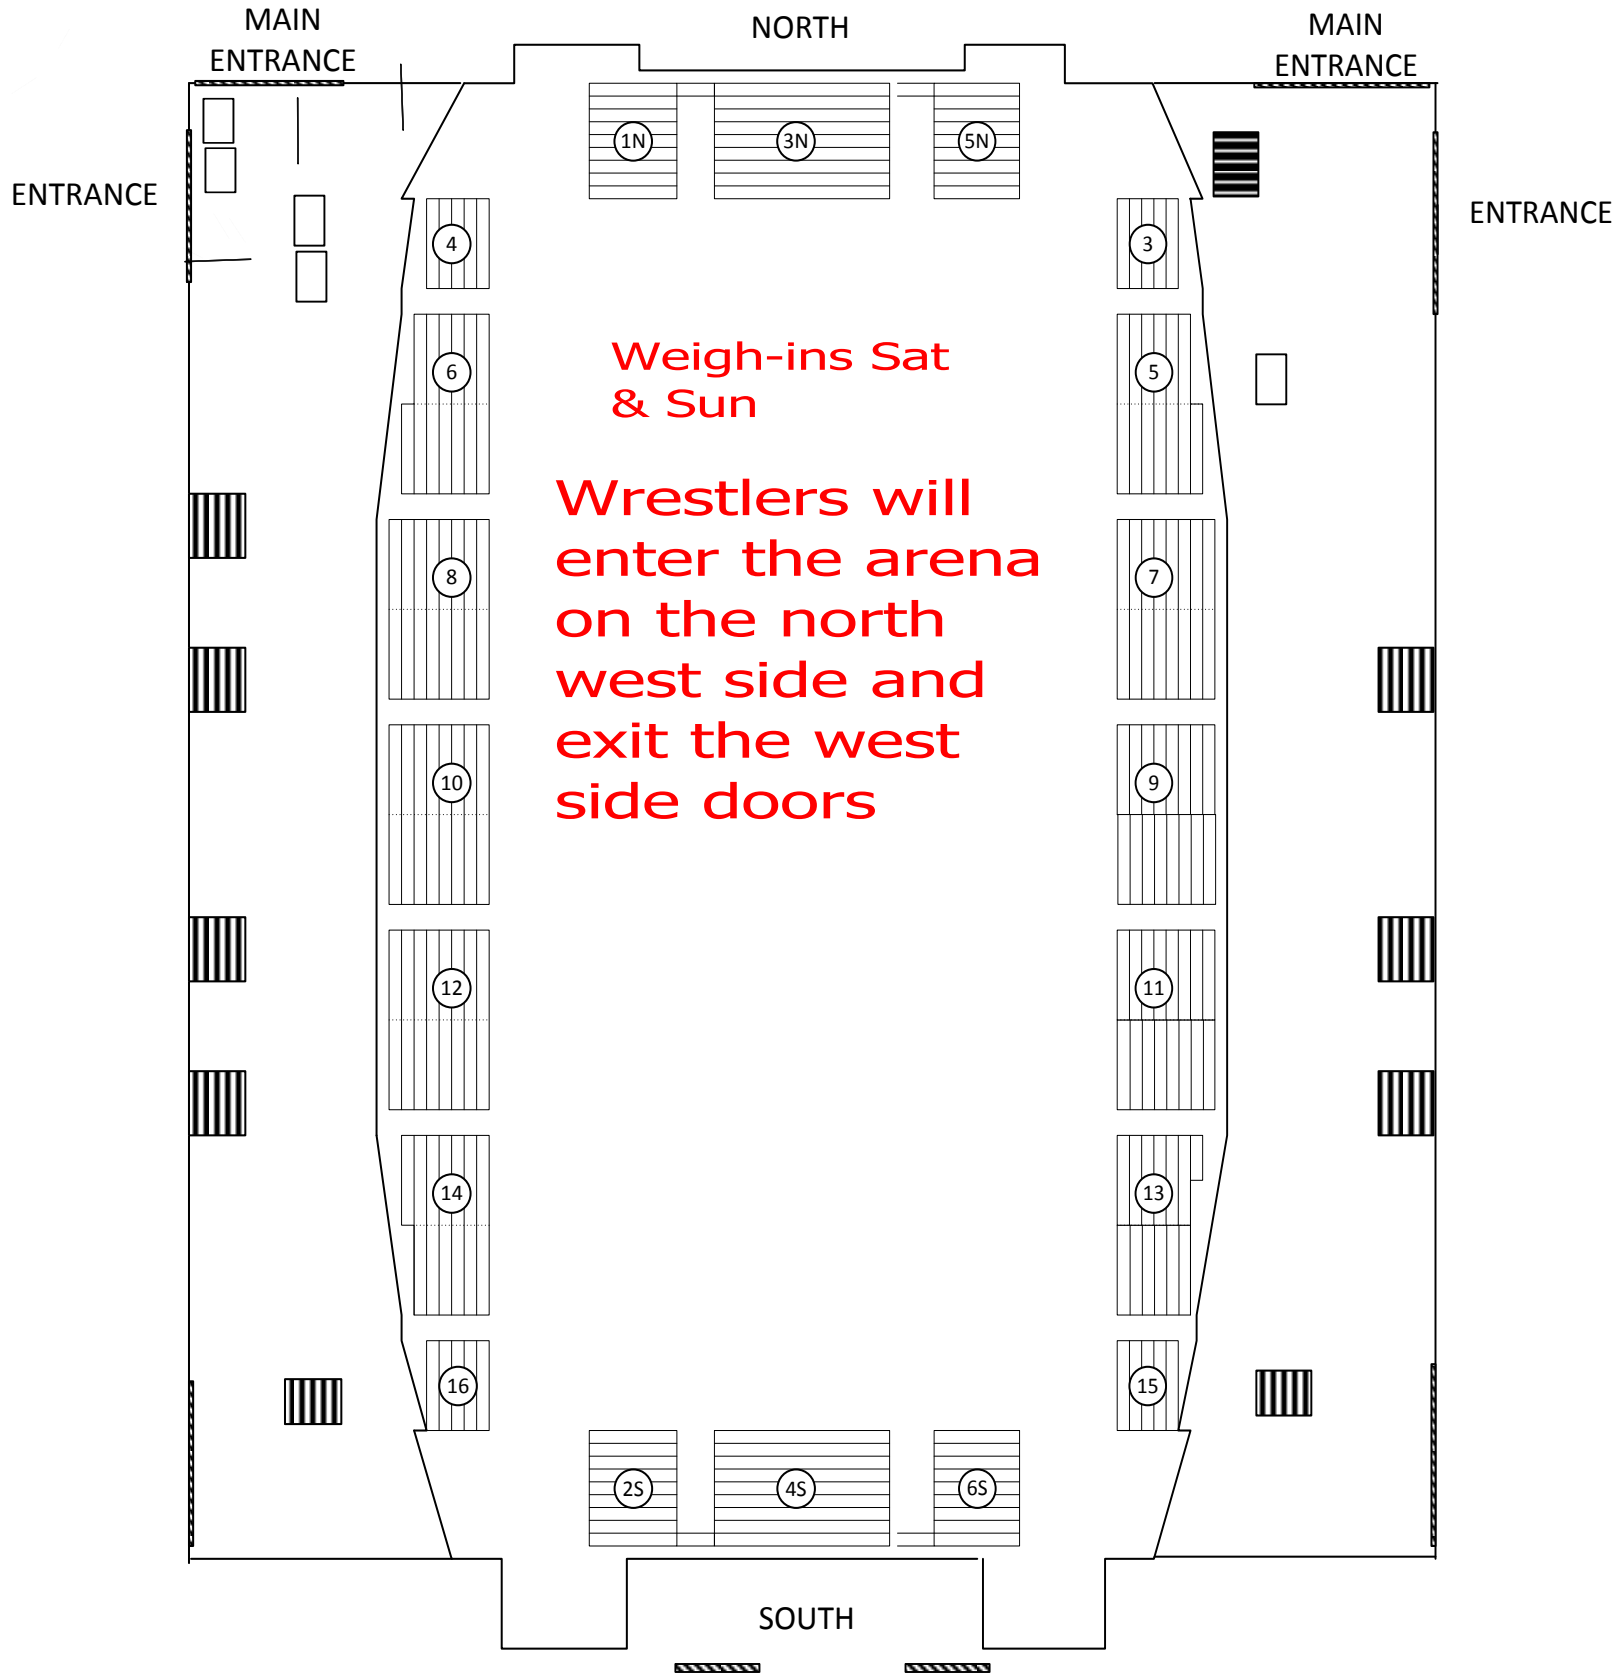 MAIN
ENTRANCE
NORTH
MAIN
ENTRANCE
1N
3N
5N
ENTRANCE
ENTRANCE
4
3
Weigh-ins Sat
& Sun
6
5
Wrestlers will
enter the arena
on the north
west side and
exit the west
side doors
8
7
10
9
12
11
14
13
16
15
2S
4S
6S
SOUTH